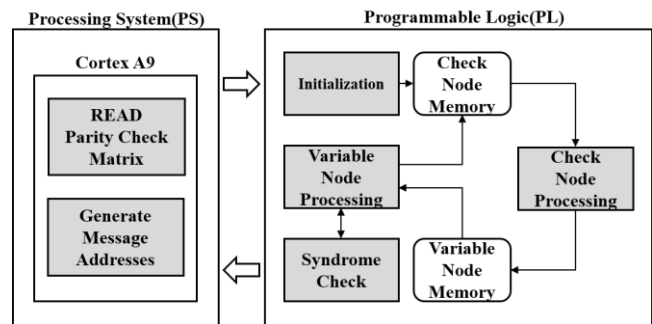 Processing System(PS)
Cortex A9
READ
Parity Check
Matrix
Generate
Message
Addresses
Programmable Logic(PL)
Initialization
Check
Node
Memory
Variable
Node
Processing
Check
Node
Processing
Syndrome
Check
Variable
Node
Memory